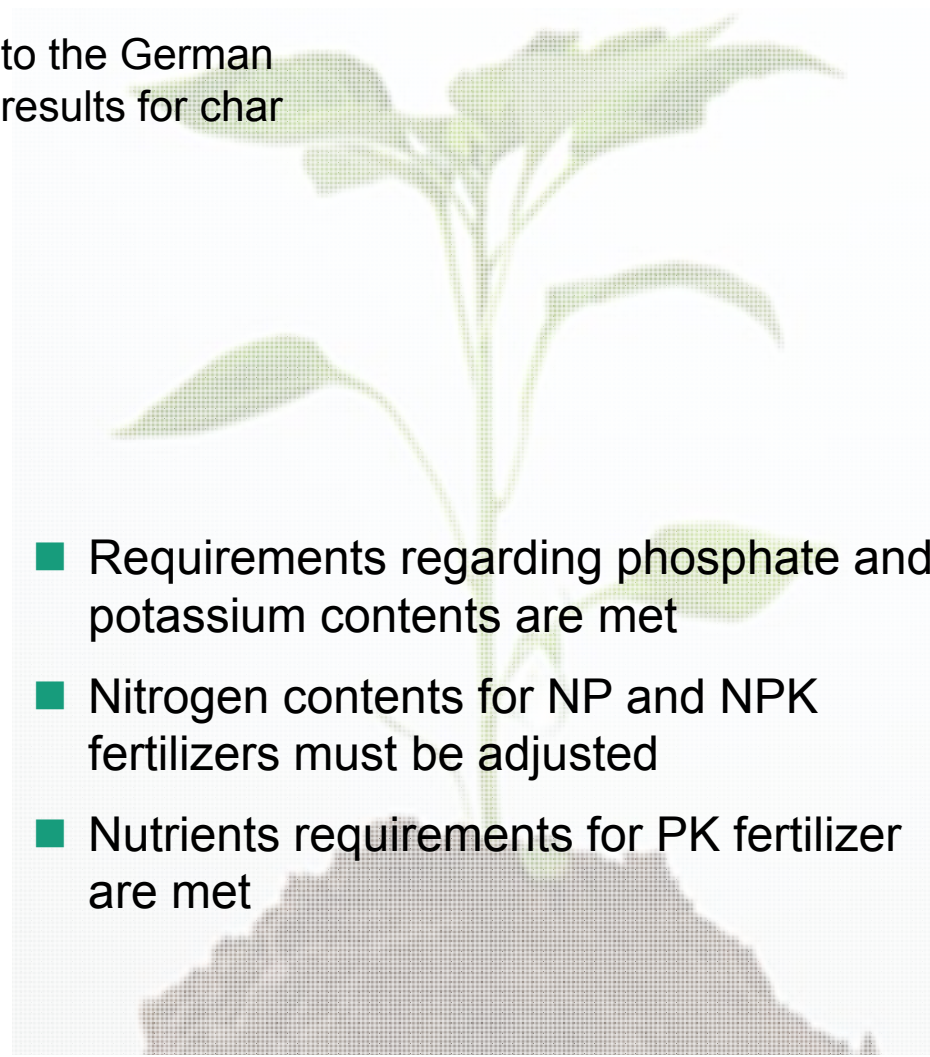 to the German
results for char
■ Requirements regarding phosphate and
potassium contents are met
■ Nitrogen contents for NP and NPK
fertilizers must be adjusted
■ Nutrients requirements for PK fertilizer
are met